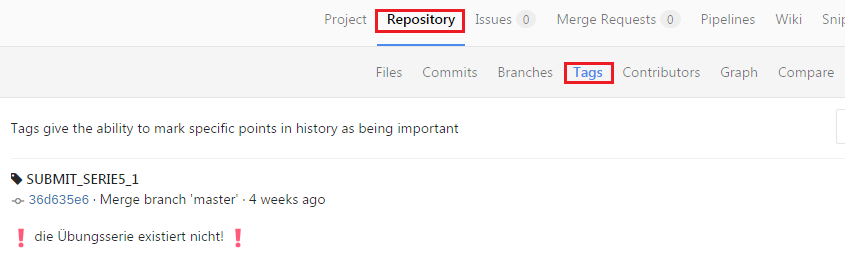 Project Repository Issues 0 Merge Requests 0 Pipelines Wiki Snip
Files Commits Branches Tags Contributors Graph Compare
Tags give the ability to mark specific points in history as being important
SUBMIT_SERIE5_1
36d635e6 · Merge branch 'master' · 4 weeks ago
❗ die Übungsserie existiert nicht! ❗